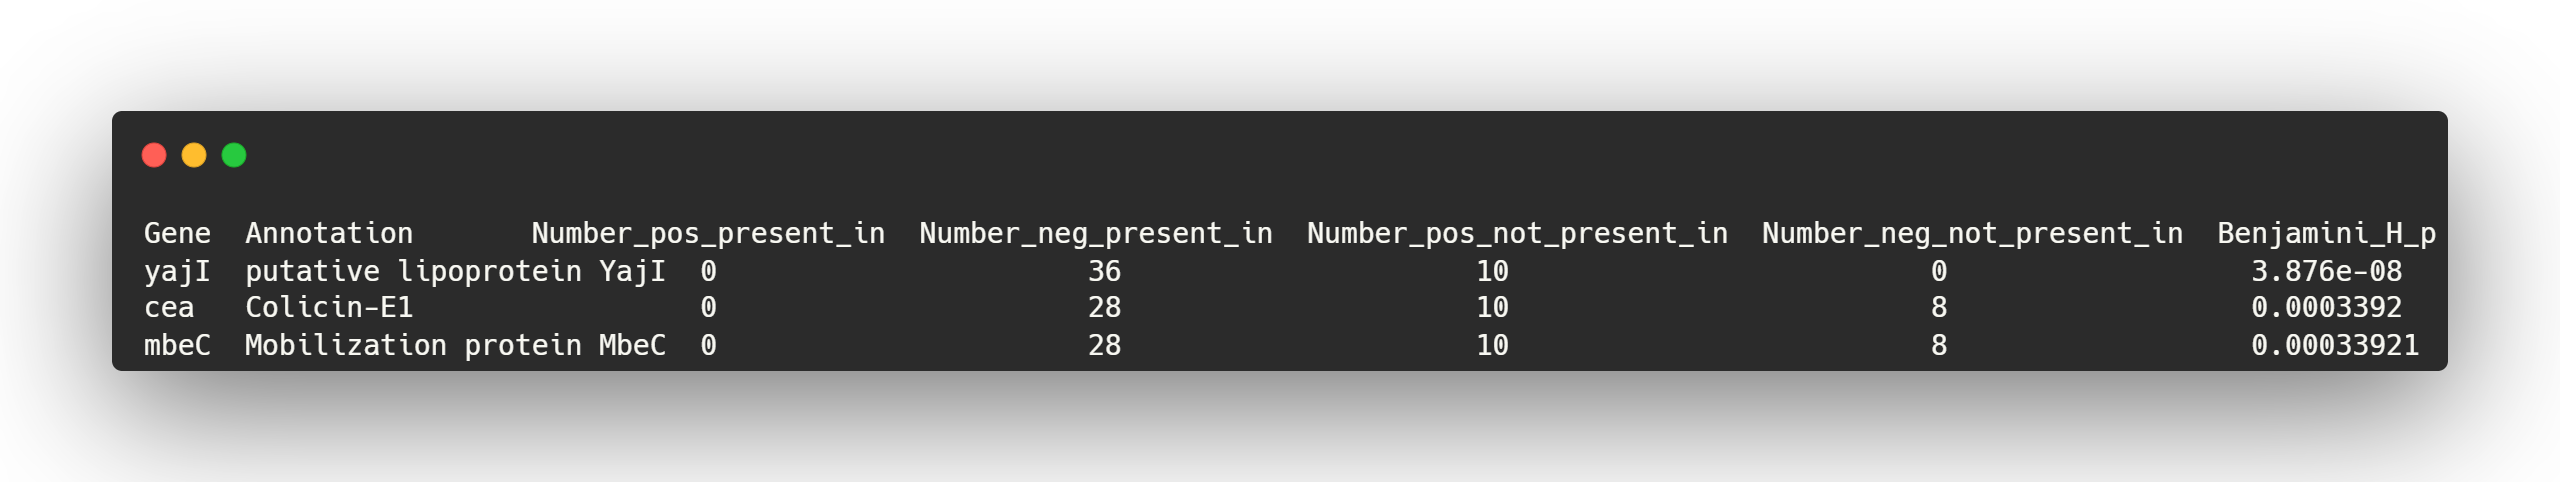 Gene  Annotation       Number_pos_present_in  Number_neg_present_in  Number_pos_not_present_in  Number_neg_not_present_in  Benjamini_H_p
yajI  putative lipoprotein YajI  0                      36                     10                         0                  3.876e-08
cea   Colicin-E1                 0                      28                     10                         8                  0.0003392
mbeC  Mobilization protein MbeC  0                      28                     10                         8                  0.00033921